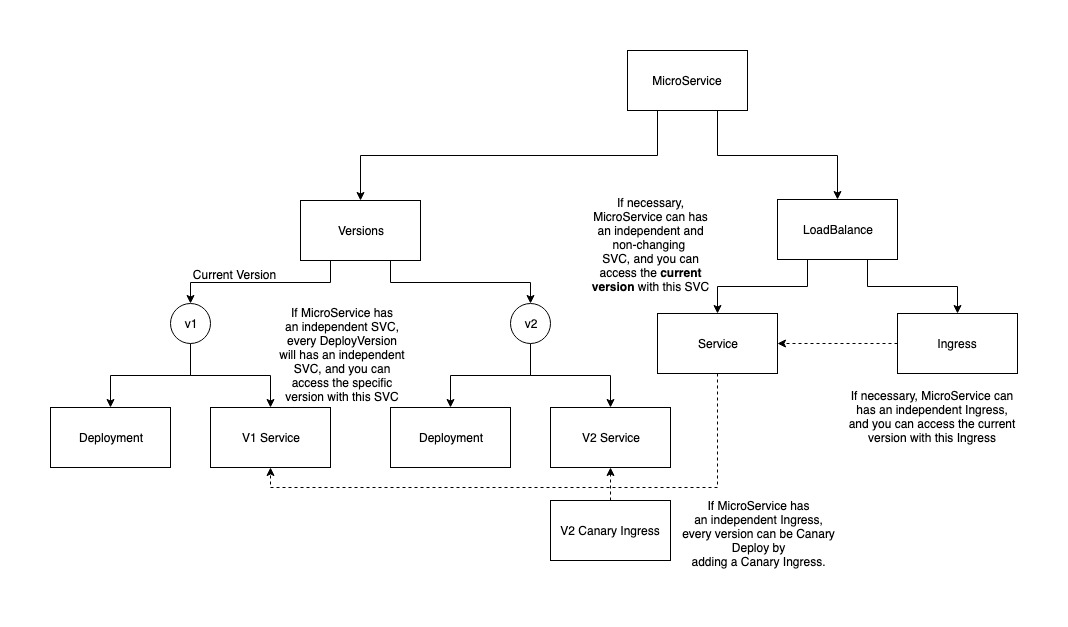 MicroService
If necessary,
MicroService can has
an independent and
non-changing
SVC, and you can
access the current
version with this SVC
Versions
LoadBalance
Current Version
v1
If MicroService has
an independent SVC,
every DeployVersion
will has an independent
SVC, and you can
access the specific
version with this SVC
v2
Service
Ingress
If necessary, MicroService can
has an independent Ingress,
and you can access the current
version with this Ingress
Deployment
V1 Service
Deployment
V2 Service
V2 Canary Ingress
If MicroService has
an independent Ingress,
every version can be Canary
Deploy by
adding a Canary Ingress.